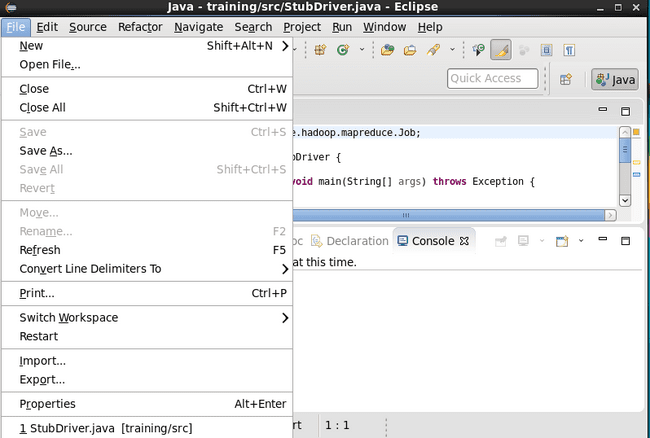 Java - training/src/StubDriver.java - Eclipse
File Edit Source Refactor Navigate Search Project Run Window Help
New Shift+Alt+N
Open File...
Quick Access Java
Close Ctrl+W
Close All Shift+Ctrl+W
Save Ctrl+S
e.hadoop.mapreduce.Job;
Save As...
bDriver {
Save All Shift+Ctrl+S
void main(String[] args) throws Exception {
Revert
Move...
Rename... F2
oc Declaration Console
Refresh F5
at this time.
Convert Line Delimiters To
Print... Ctrl+P
Switch Workspace
Restart
Import...
Export...
Properties Alt+Enter
1 StubDriver.java [training/src]
rt 1 : 1